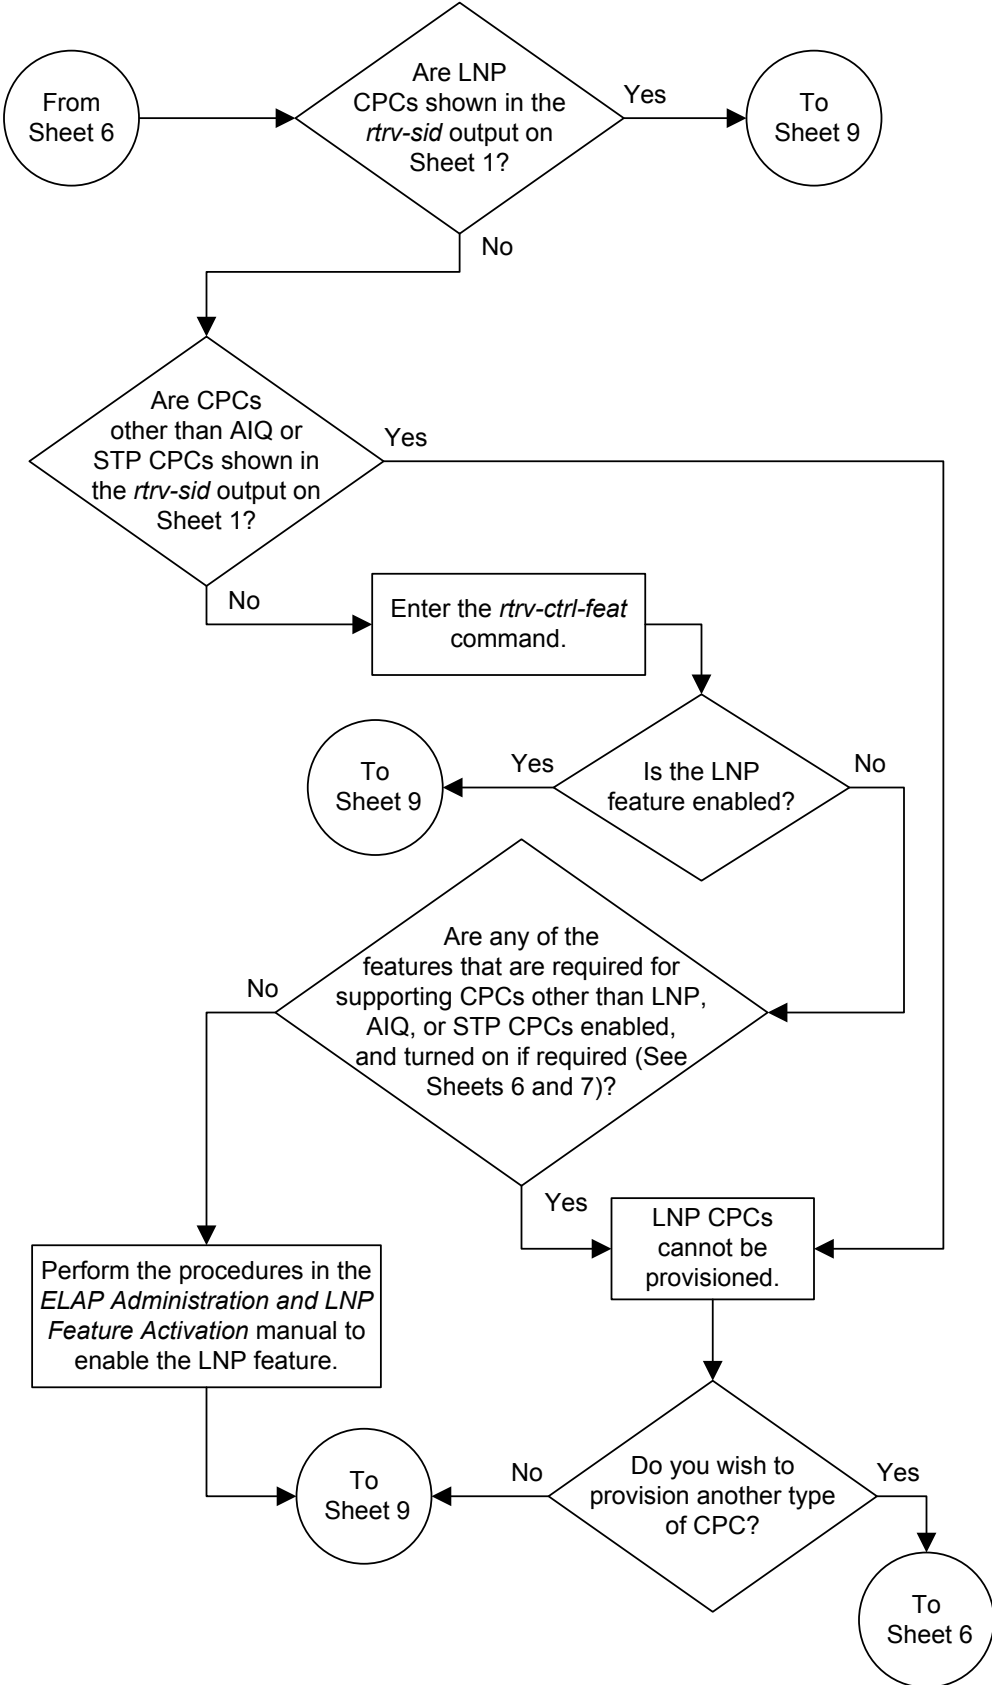 From
Sheet 6
Are LNP
CPCs shown in the
rtrv-sid output on
Sheet 1?
Yes
To
Sheet 9
No
Are CPCs
other than AIQ or
STP CPCs shown in
the rtrv-sid output on
Sheet 1?
Yes
No
Enter the rtrv-ctrl-feat
command.
Is the LNP
feature enabled?
Yes
To
Sheet 9
No
Are any of the
features that are required for
supporting CPCs other than LNP,
AIQ, or STP CPCs enabled,
and turned on if required (See
Sheets 6 and 7)?
No
Yes
LNP CPCs
cannot be
provisioned.
Perform the procedures in the
ELAP Administration and LNP
Feature Activation manual to
enable the LNP feature.
To
Sheet 9
No
Do you wish to
provision another type
of CPC?
Yes
To
Sheet 6